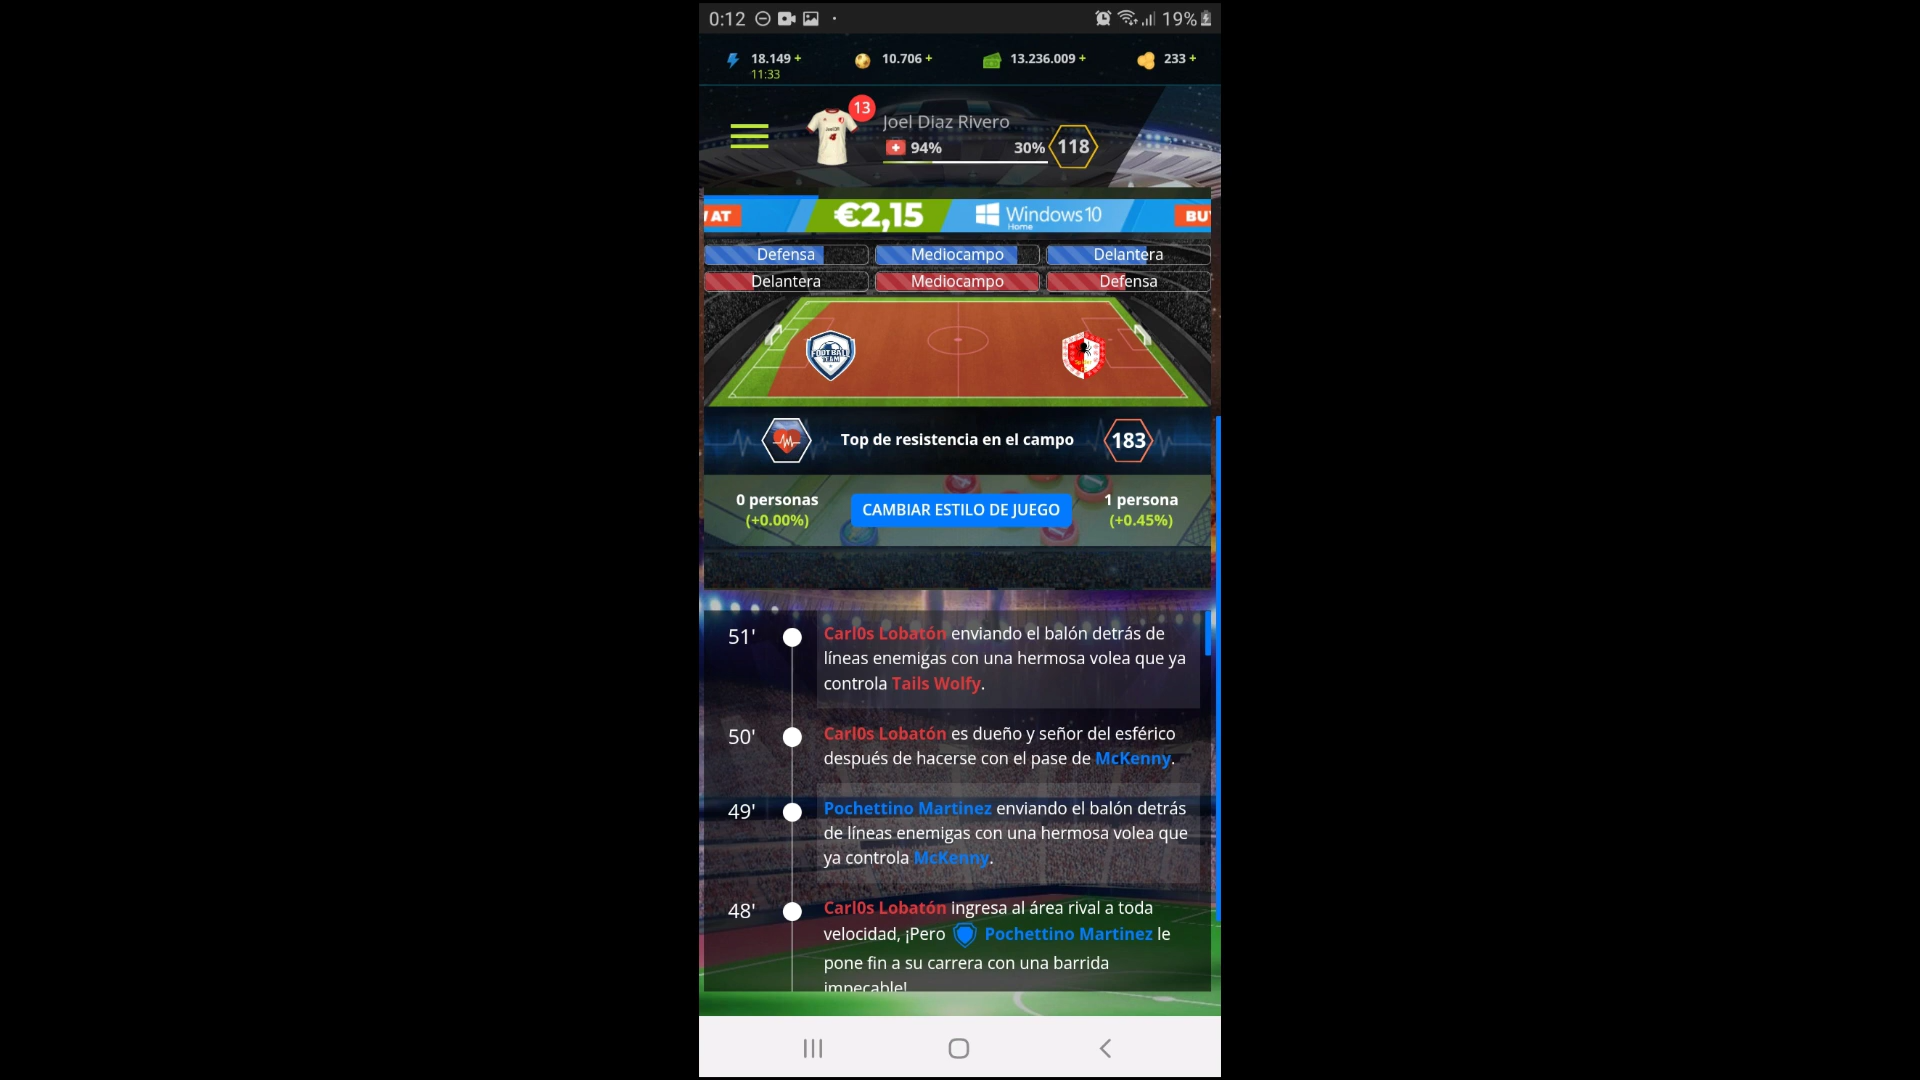 0:12 19%
18.149 + 10.706 + 13.236.009 + 233 +
11:33
13
Joel Diaz Rivero
94% 30% 118
€2,15 Windows10 BU
Home
Defensa Mediocampo Delantera
Delantera Mediocampo Defensa
FOOTBALL
TEAM
Top de resistencia en el campo 183
0 personas CAMBIAR ESTILO DE JUEGO 1 persona
(+0.00%) (+0.45%)
51' Carl0s Lobatón enviando el balón detrás de
líneas enemigas con una hermosa volea que ya
controla Tails Wolfy.
50' Carl0s Lobatón es dueño y señor del esférico
después de hacerse con el pase de McKenny.
49' Pochettino Martinez enviando el balón detrás
de líneas enemigas con una hermosa volea que
ya controla McKenny.
48' Carl0s Lobatón ingresa al área rival a toda
velocidad, ¡Pero Pochettino Martinez le
pone fin a su carrera con una barrida
impecable!